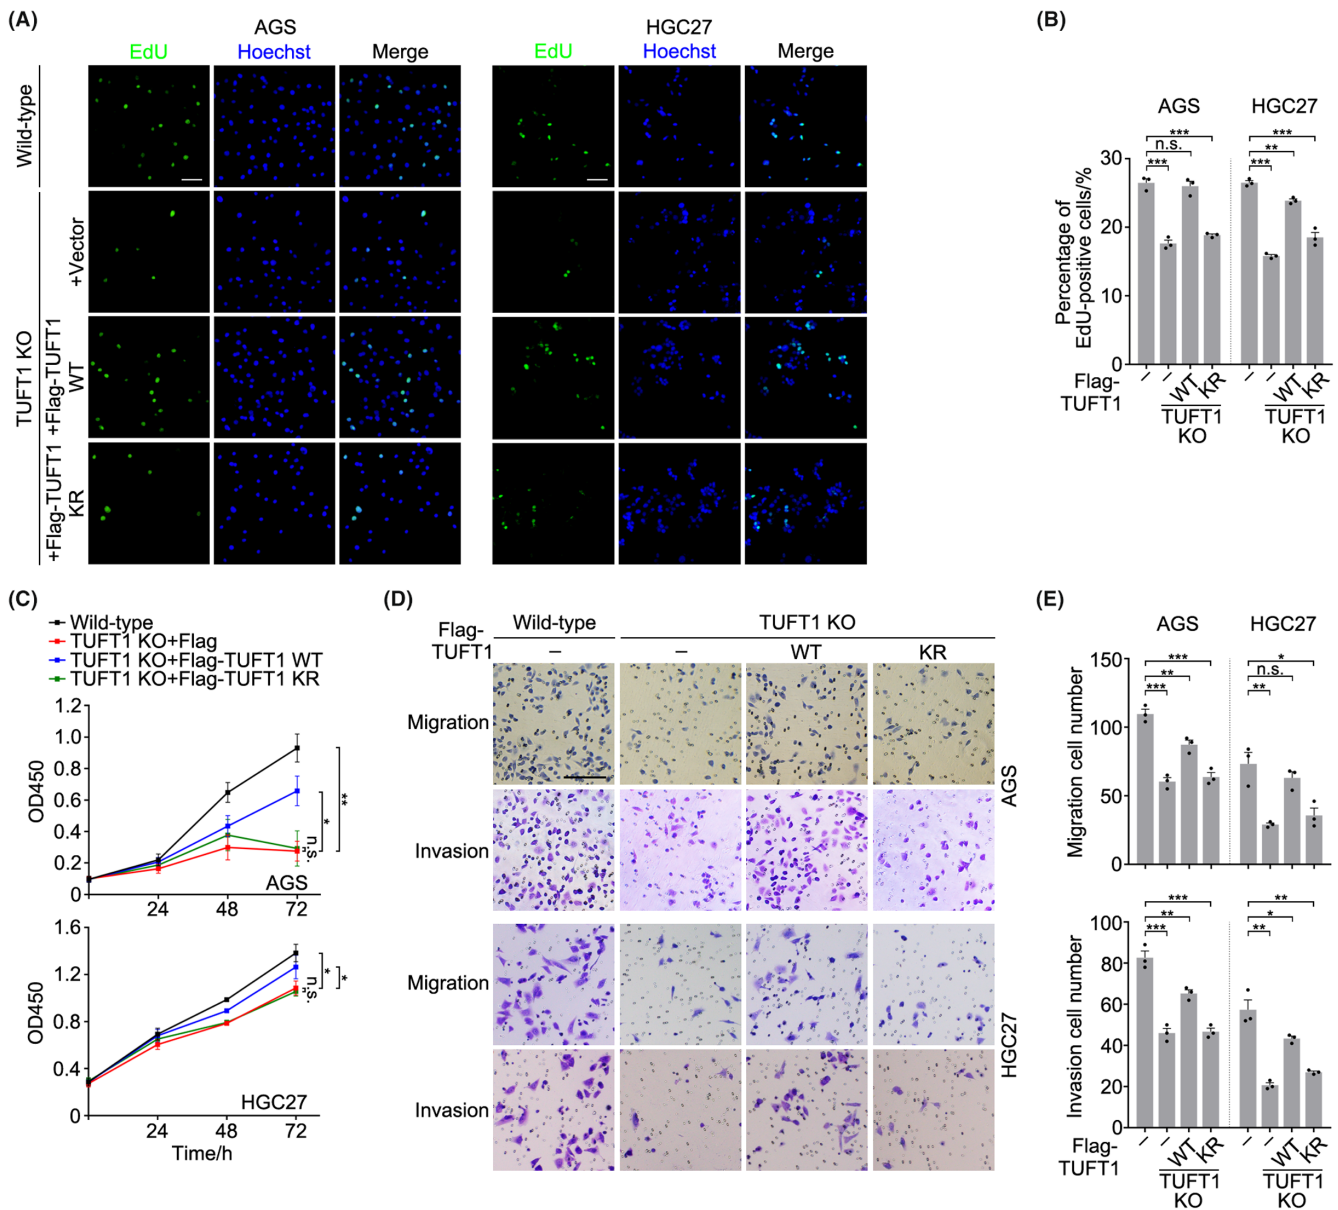 (A)
AGS
HGC27
EdU
Hoechst
Merge
EdU
Hoechst
Merge
Wild-type
TUFT1 KO
+Vector
+Flag-TUFT1
WT
+Flag-TUFT1
KR
(B)
AGS
HGC27
***
n.s.
***
***
**
***
Percentage of
EdU-positive cells/%
30
20
10
0
Flag-
TUFT1
–
–
WT
KR
–
–
WT
KR
TUFT1
KO
TUFT1
KO
(C)
Wild-type
TUFT1 KO+Flag
TUFT1 KO+Flag-TUFT1 WT
TUFT1 KO+Flag-TUFT1 KR
OD450
1.2
1.0
0.8
0.6
0.4
0.2
0
**
*
n.s.
AGS
24
48
72
OD450
1.6
1.2
0.8
0.4
0
*
*
n.s.
HGC27
24
48
72
Time/h
(D)
Flag-
TUFT1
Wild-type
TUFT1 KO
–
–
WT
KR
Migration
Invasion
AGS
Migration
Invasion
HGC27
(E)
AGS
HGC27
Migration cell number
150
100
50
0
***
**
***
*
n.s.
**
Invasion cell number
100
80
60
40
20
0
***
**
***
**
*
**
Flag-
TUFT1
–
–
WT
KR
–
–
WT
KR
TUFT1
KO
TUFT1
KO